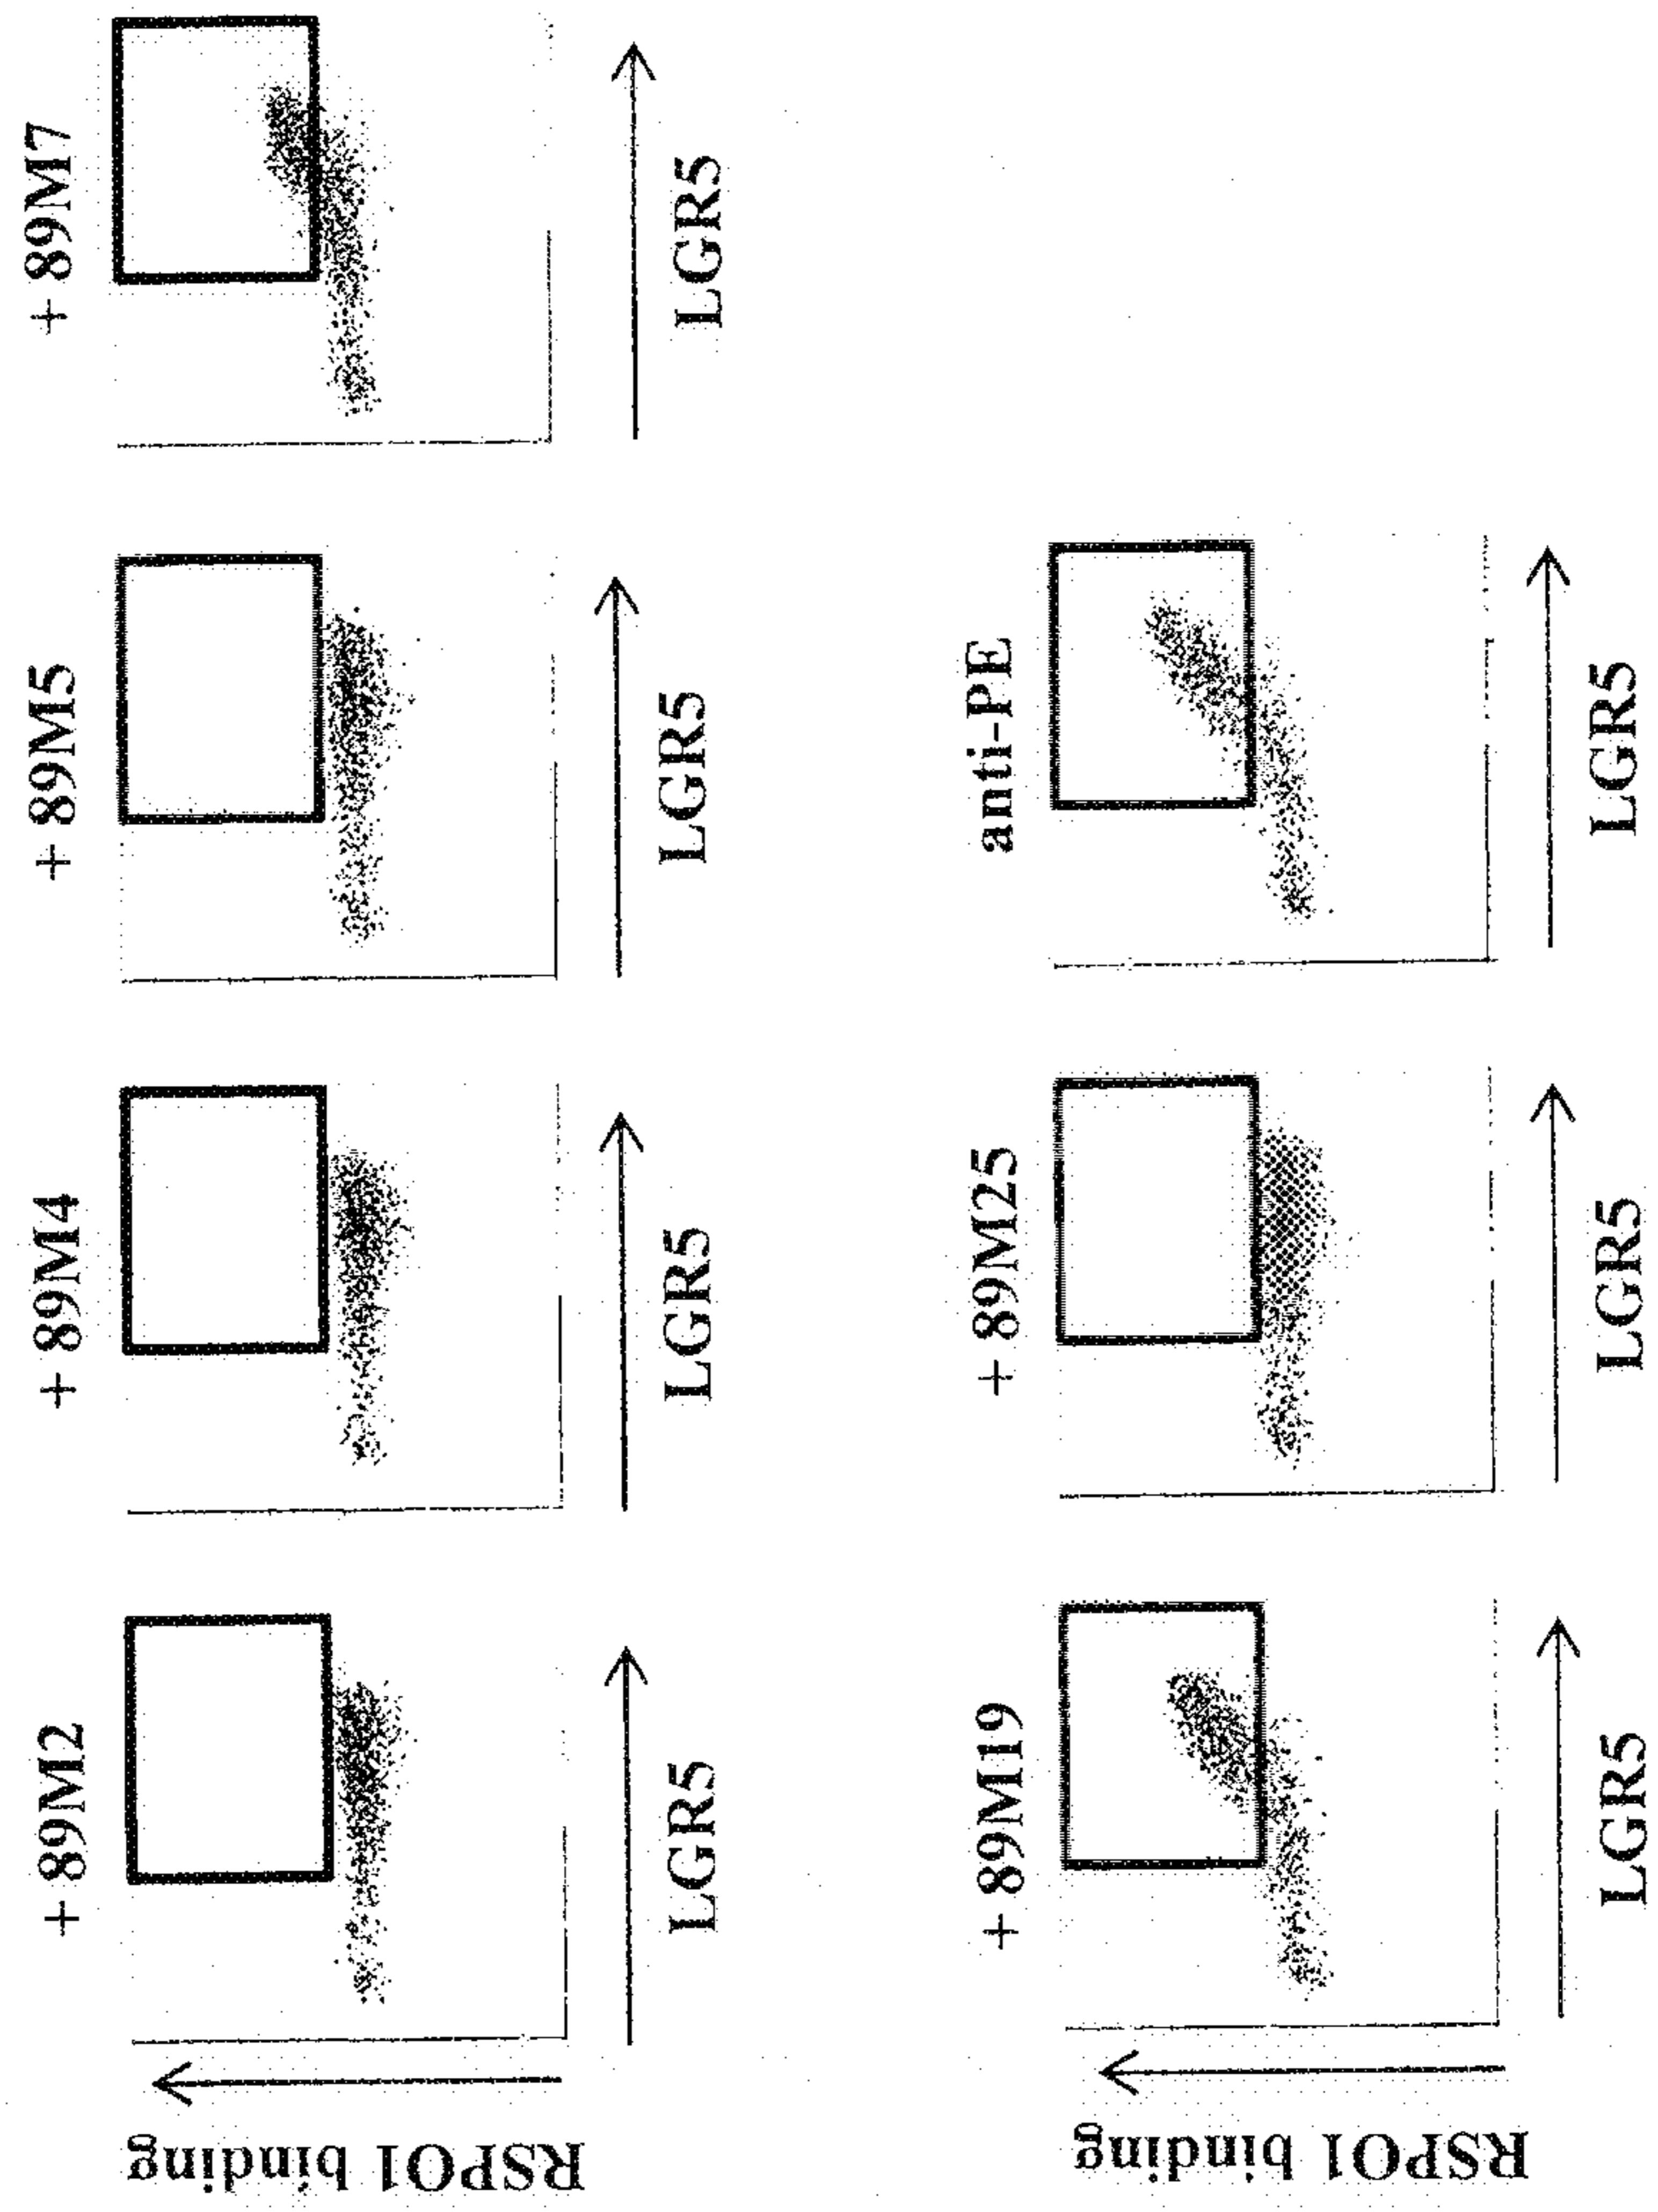 + 89M2
+ 89M4
+ 89M5
+ 89M7
RSPO1 binding
LGR5
LGR5
LGR5
LGR5
+ 89M19
+ 89M25
anti-PE
RSPO1 binding
LGR5
LGR5
LGR5